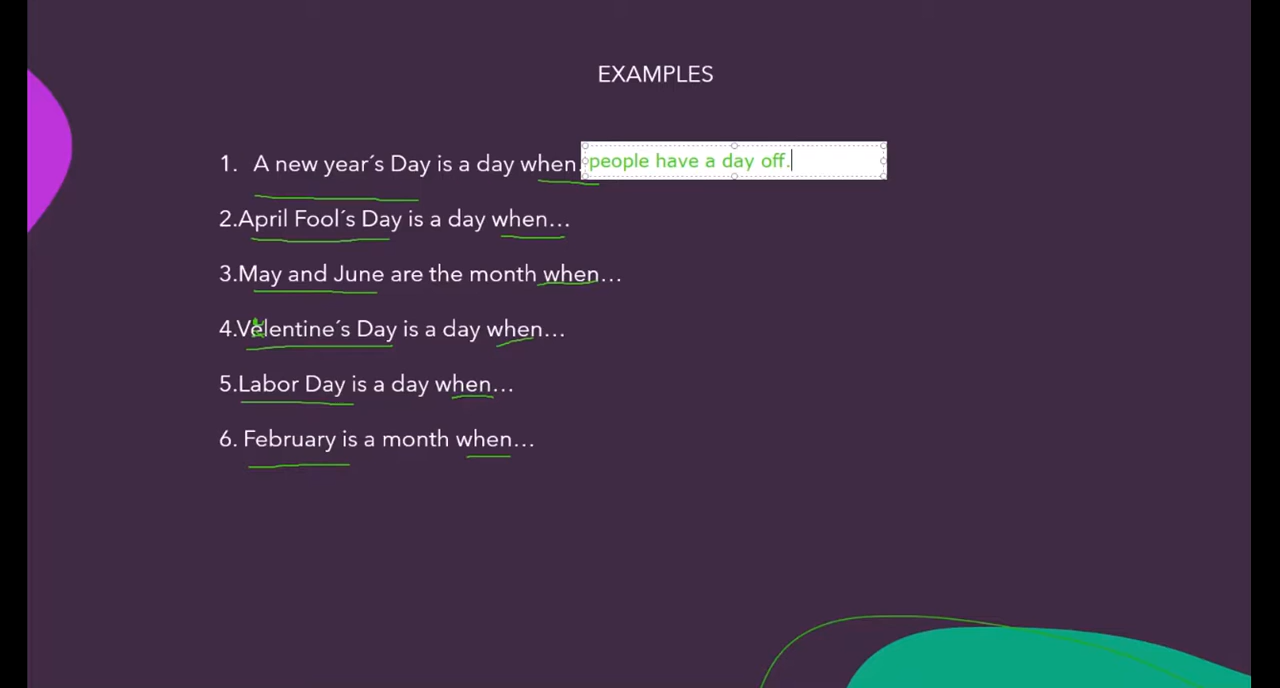 EXAMPLES
1. A new year´s Day is a day when. people have a day off.
2.April Fool´s Day is a day when…
3.May and June are the month when…
4.Velentine´s Day is a day when…
5.Labor Day is a day when…
6. February is a month when…